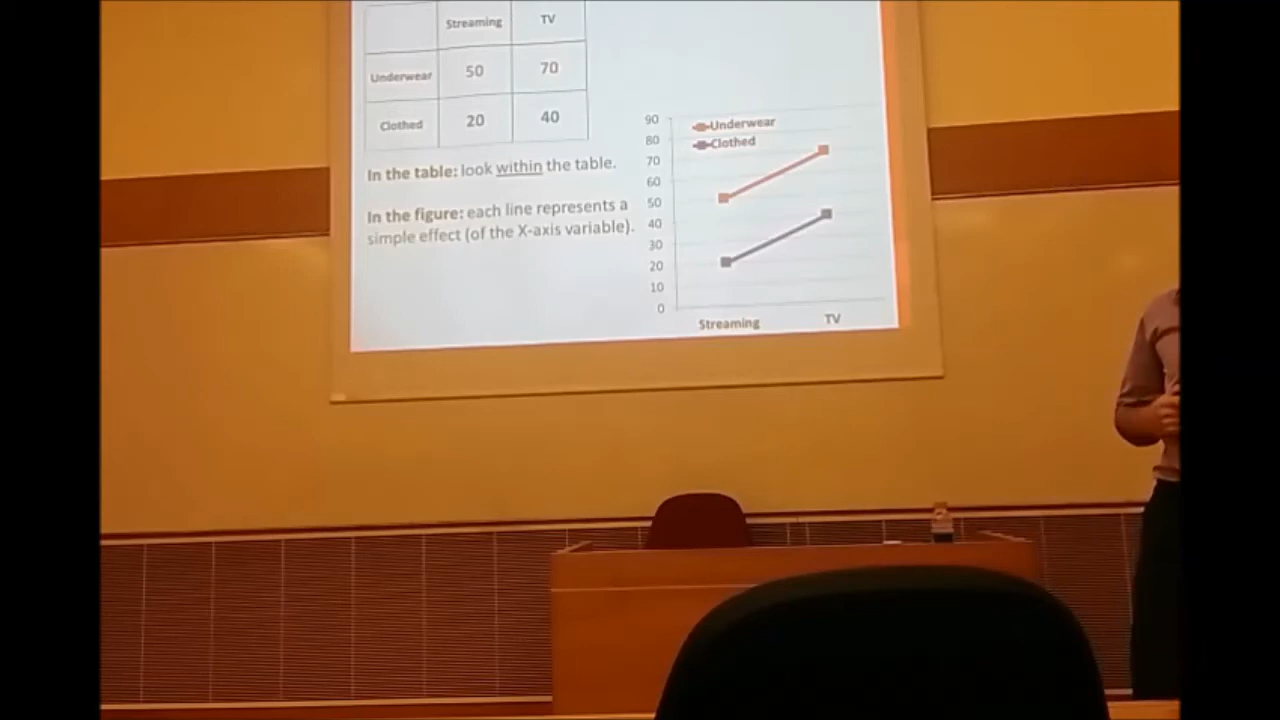 Streaming TV
Underwear 50 70
Clothed 20 40
In the table: look within the table.
In the figure: each line represents a
simple effect (of the X-axis variable).
90
80
70
60
50
40
30
20
10
0
Underwear
Clothed
Streaming TV